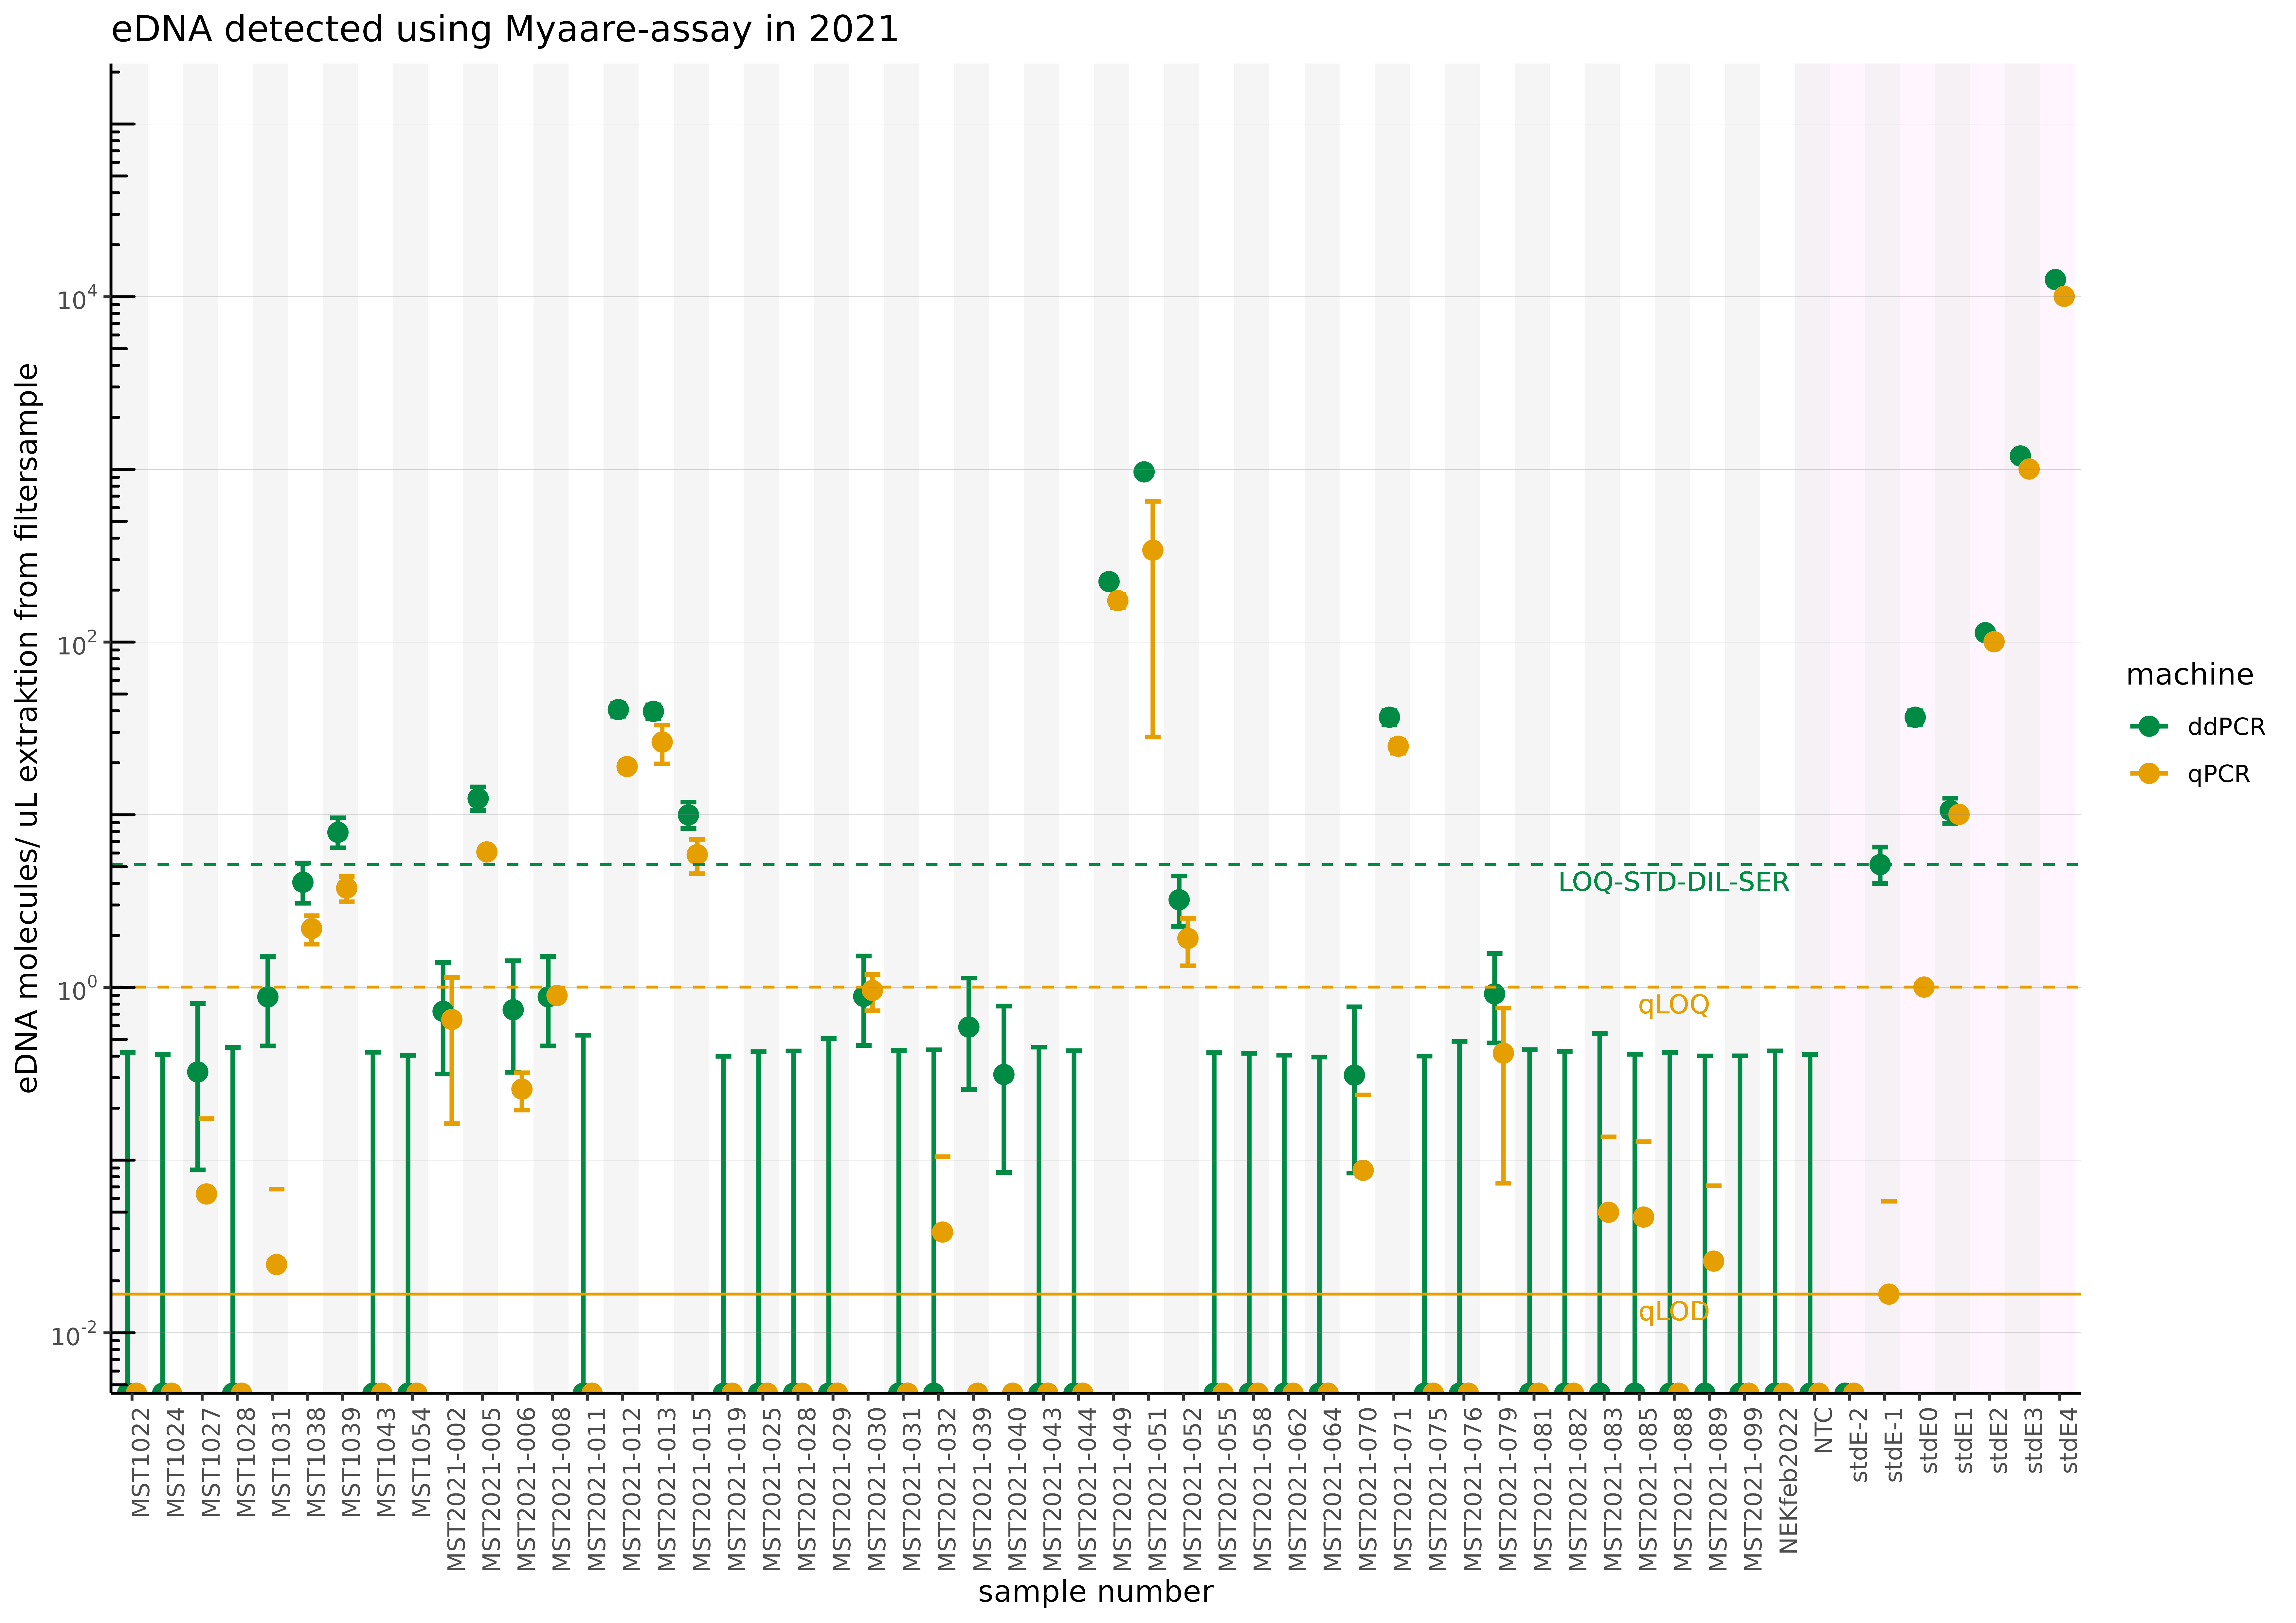 eDNA detected using Myaare-assay in 2021
eDNA molecules/ uL extraktion from filtersample
10^4
10^2
10^0
10^-2
LOQ-STD-DIL-SER
qLOQ
qLOD
machine
ddPCR
qPCR
MST1022
MST1024
MST1027
MST1028
MST1031
MST1038
MST1039
MST1043
MST1054
MST2021-002
MST2021-005
MST2021-006
MST2021-008
MST2021-011
MST2021-012
MST2021-013
MST2021-015
MST2021-019
MST2021-025
MST2021-028
MST2021-029
MST2021-030
MST2021-031
MST2021-032
MST2021-039
MST2021-040
MST2021-043
MST2021-044
MST2021-049
MST2021-051
MST2021-052
MST2021-055
MST2021-058
MST2021-062
MST2021-064
MST2021-070
MST2021-071
MST2021-075
MST2021-076
MST2021-079
MST2021-081
MST2021-082
MST2021-083
MST2021-085
MST2021-088
MST2021-089
MST2021-099
NEKfeb2022
NTC
stdE-2
stdE-1
stdE0
stdE1
stdE2
stdE3
stdE4
sample number